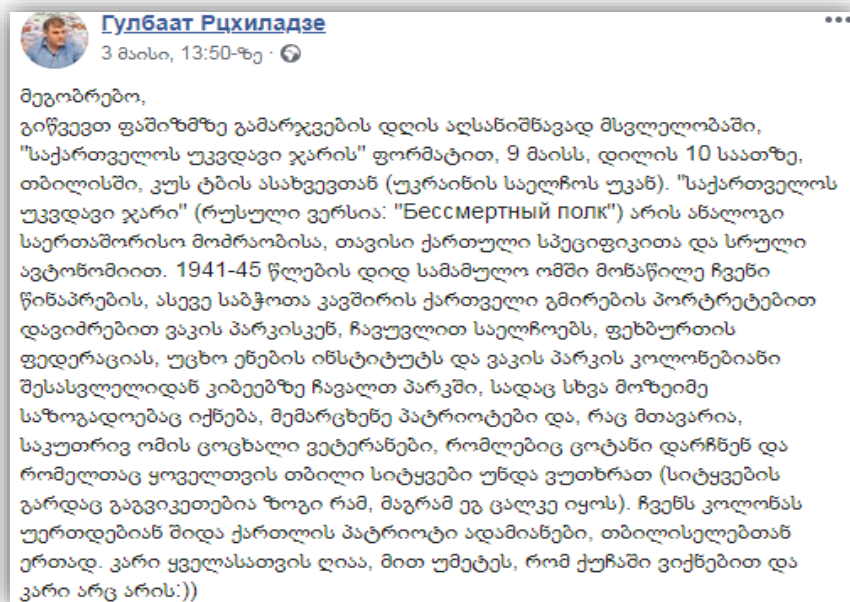 Гулбаат Рцхиладзе
3 მაისი, 13:50-ზე ·
მეგობრებო,
გიწვევთ ფაშიზმზე გამარჯვების დღის აღსანიშნავად მსვლელობაში,
"საქართველოს უკვდავი ჯარის" ფორმატით, 9 მაისს, დილის 10 საათზე,
თბილისში, კუს ტბის ასახვევთან (უკრაინის საელჩოს უკან). "საქართველოს
უკვდავი ჯარი" (რუსული ვერსია: "Бессмертный полк") არის ანალოგი
საერთაშორისო მოძრაობისა, თავისი ქართული სპეციფიკითა და სრული
ავტონომიით. 1941-45 წლების დიდ სამამულო ომში მონაწილე ჩვენი
წინაპრების, ასევე საბჭოთა კავშირის ქართველი გმირების პორტრეტებით
დავიძრებით ვაკის პარკისკენ, ჩავუვლით საელჩოებს, ფეხბურთის
ფედერაციას, უცხო ენების ინსტიტუტს და ვაკის პარკის კოლონებიანი
შესასვლელიდან კიბეებზე ჩავალთ პარკში, სადაც სხვა მოზეიმე
საზოგადოებაც იქნება, მემარცხენე პატრიოტები და, რაც მთავარია,
საკუთრივ ომის ცოცხალი ვეტერანები, რომლებიც ცოტანი დარჩნენ და
რომელთაც ყოველთვის თბილი სიტყვები უნდა ვუთხრათ (სიტყვების
გარდაც გაგვიკეთებია ზოგი რამ, მაგრამ ეგ ცალკე იყოს). ჩვენს კოლონას
უერთდებიან შიდა ქართლის პატრიოტი ადამიანები, თბილისელებთან
ერთად. კარი ყველასათვის ღიაა, მით უმეტეს, რომ ქუჩაში ვიქნებით და
კარი არც არის:))